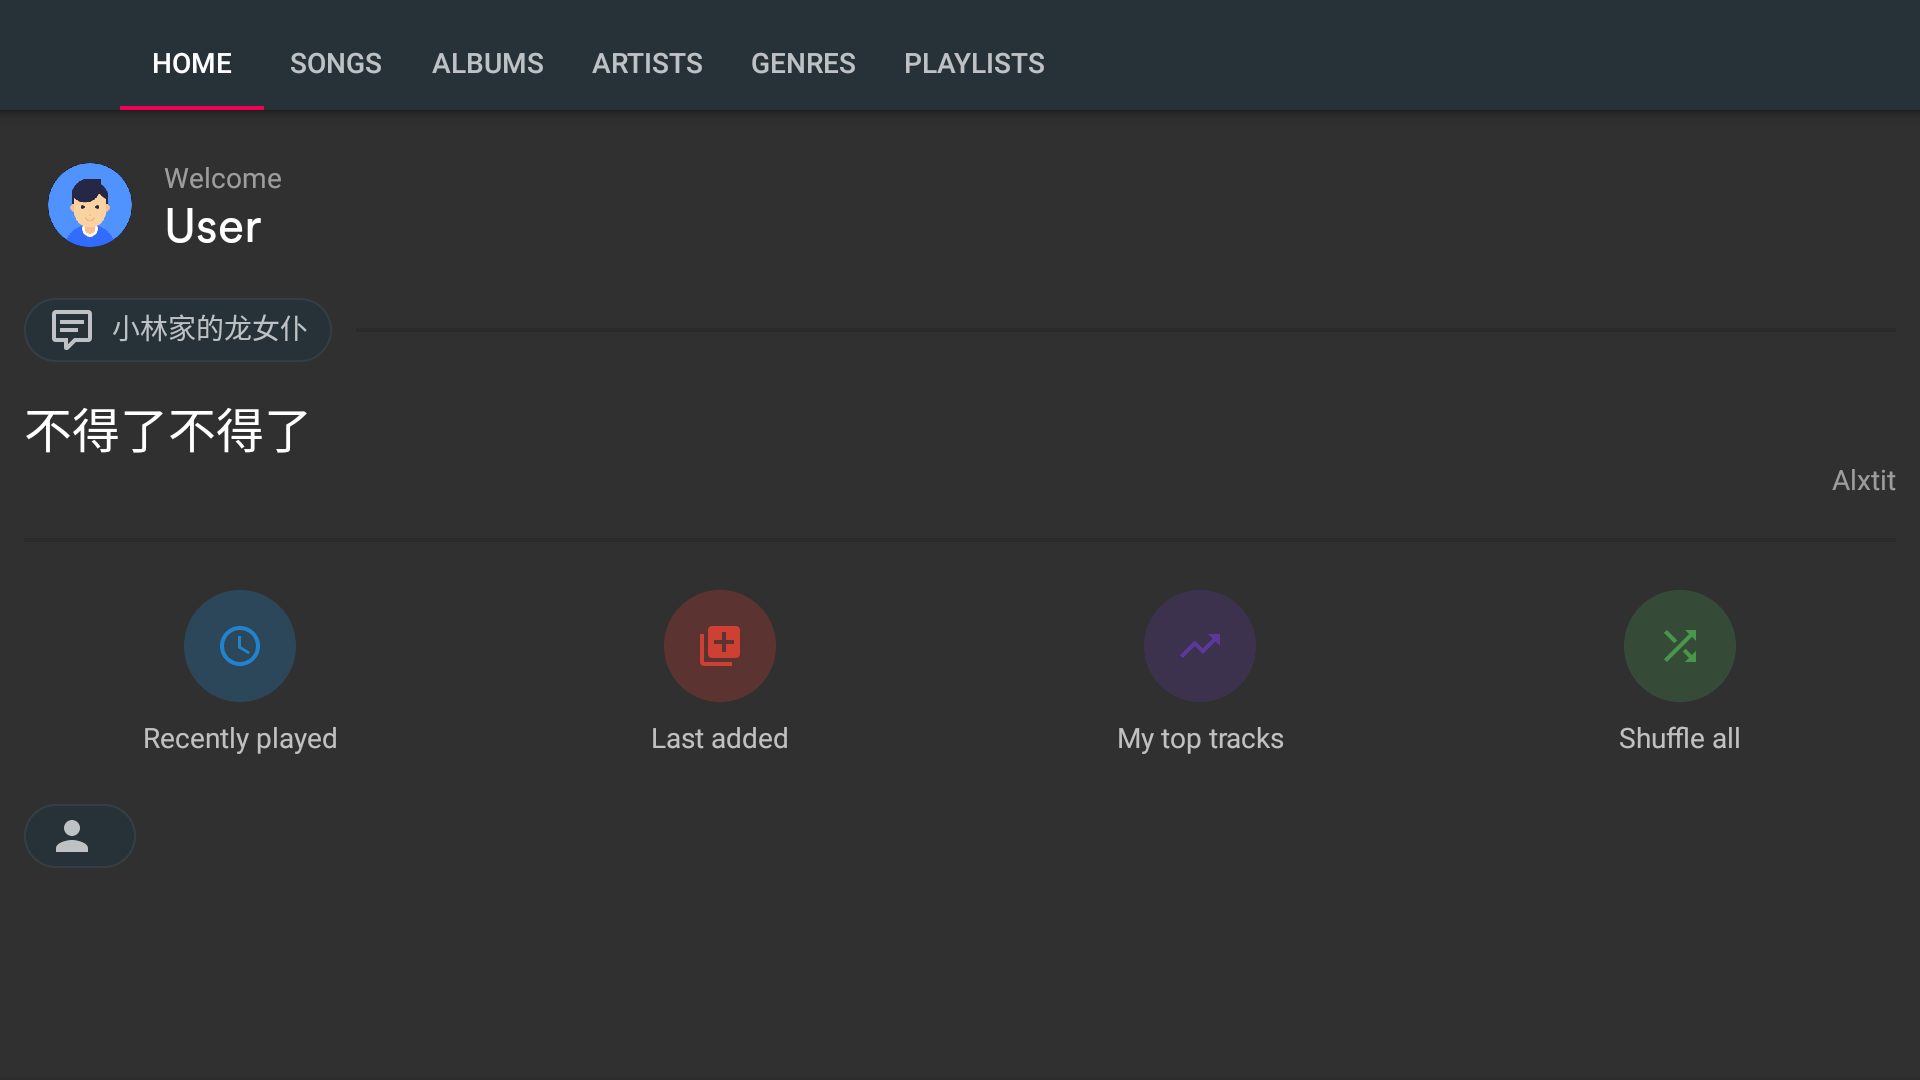 HOME SONGS ALBUMS ARTISTS GENRES PLAYLISTS
Welcome
User
小林家的龙女仆
不得了不得了
Alxtit
Recently played Last added My top tracks Shuffle all